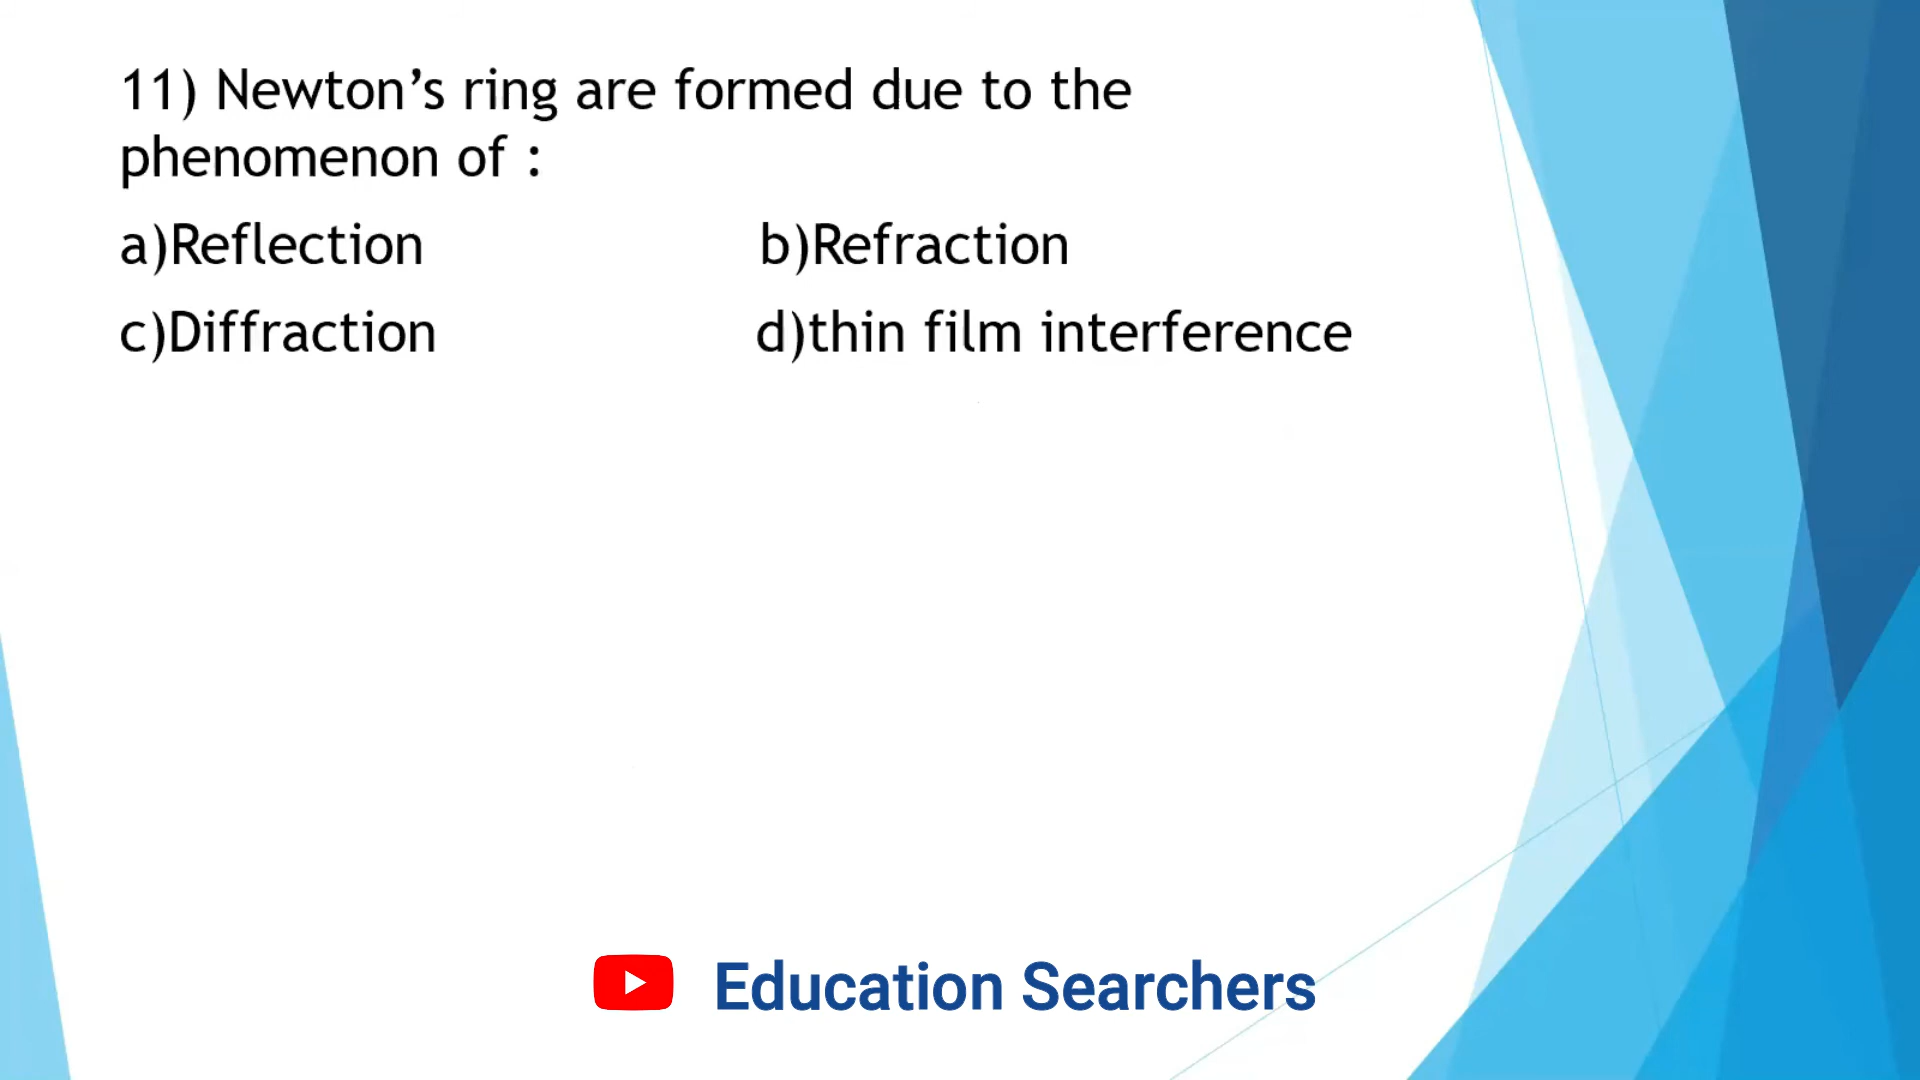 11) Newton’s ring are formed due to the
phenomenon of :
a)Reflection b)Refraction
c)Diffraction d)thin film interference
Education Searchers